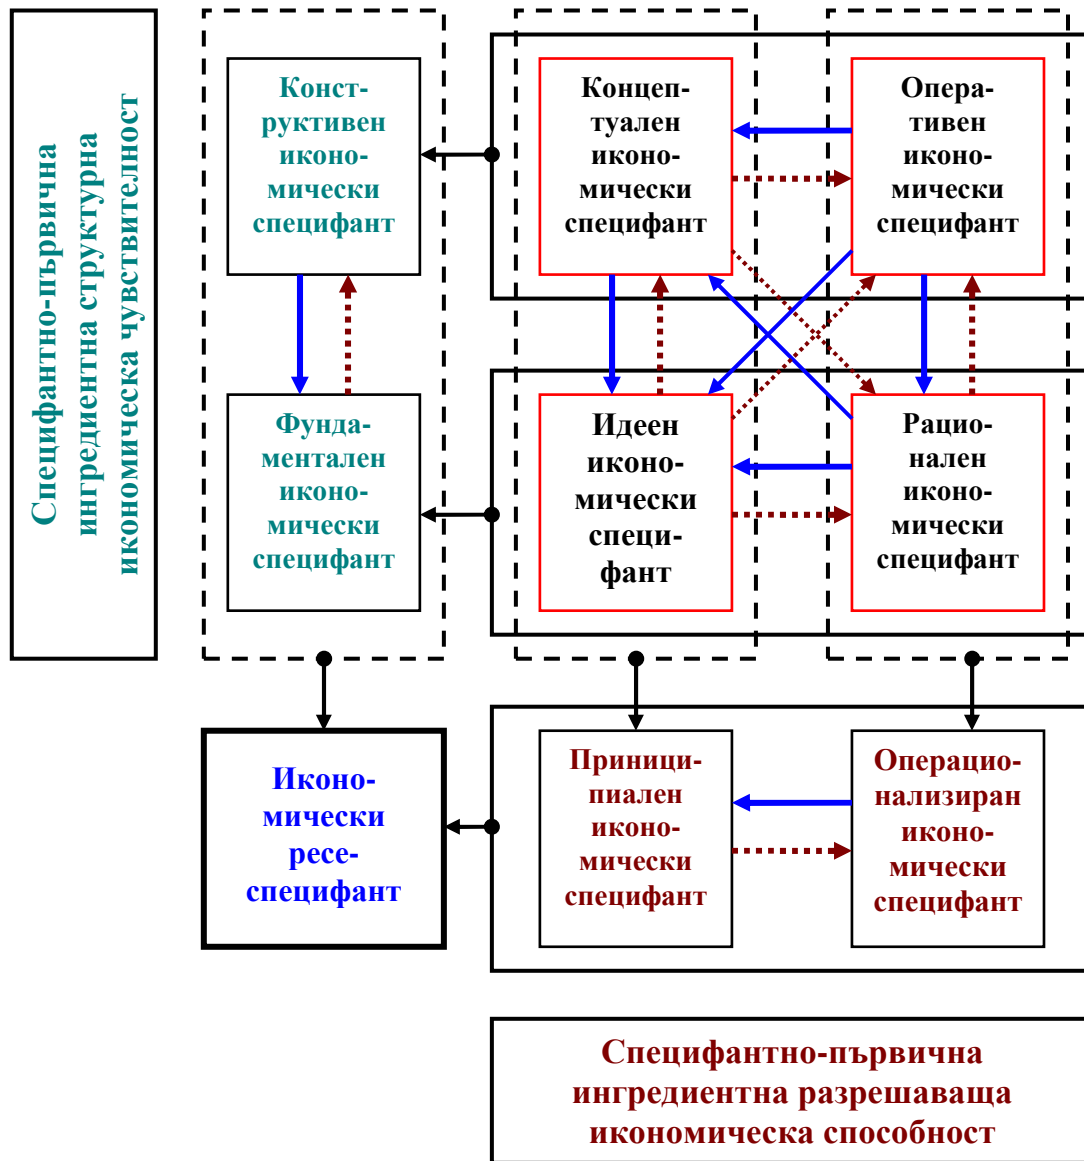 Специфантно-първична
ингредиентна структурна
икономическа чувствителност
Конст-
руктивен
иконо-
мически
специфант
Концеп-
туален
иконо-
мически
специфант
Опера-
тивен
иконо-
мически
специфант
Фунда-
ментален
иконо-
мически
специфант
Идеен
иконо-
мически
специ-
фант
Рацио-
нален
иконо-
мически
специфант
Иконо-
мически
ресе-
специфант
Приници-
пиален
иконо-
мически
специфант
Операцио-
нализиран
иконо-
мически
специфант
Специфантно-първична
ингредиентна разрешаваща
икономическа способност